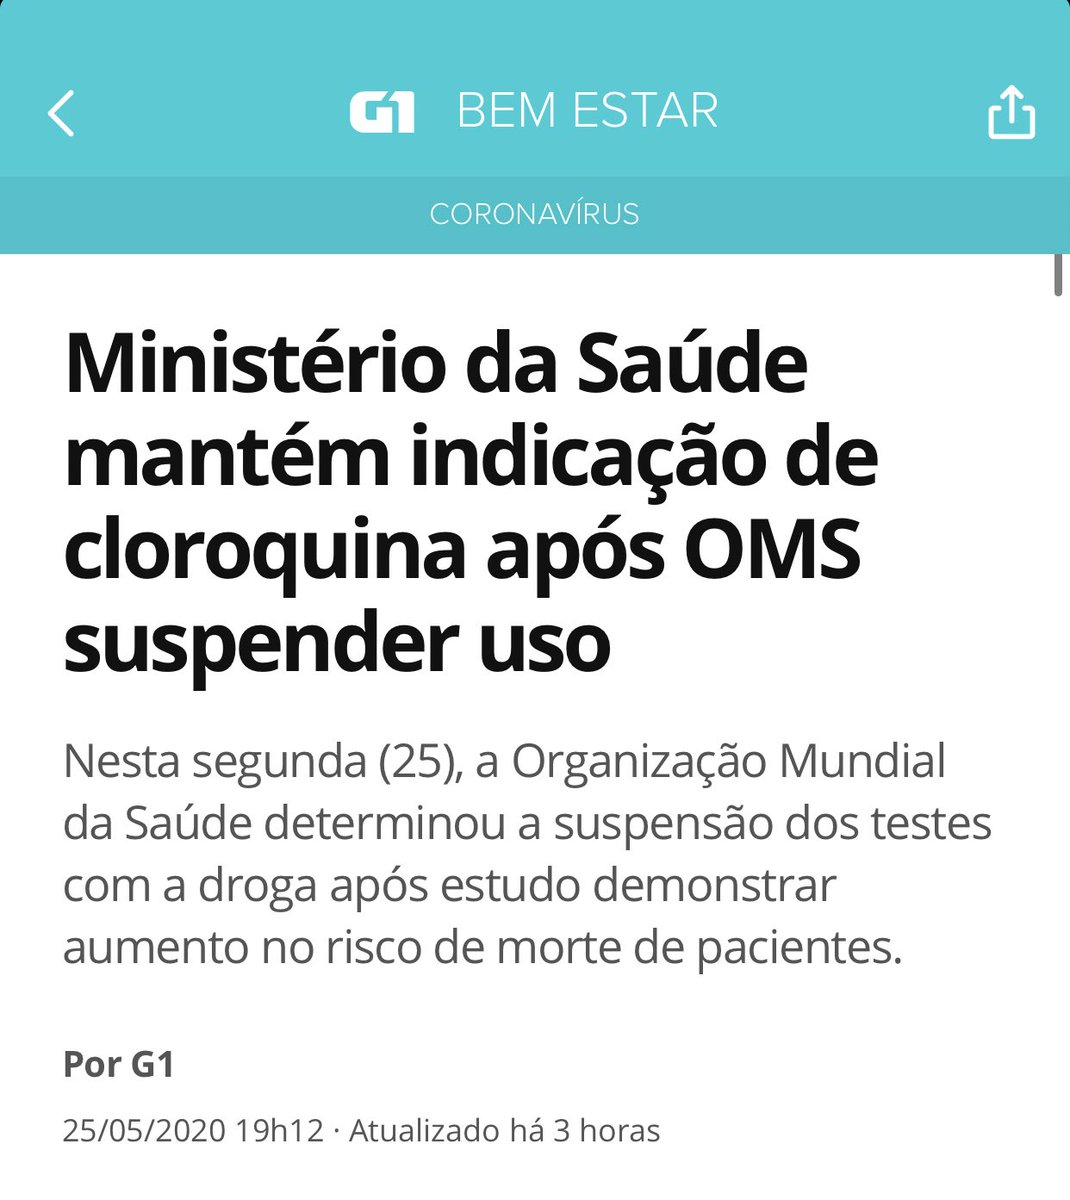 G1 BEM ESTAR
CORONAVÍRUS
Ministério da Saúde
mantém indicação de
cloroquina após OMS
suspender uso
Nesta segunda (25), a Organização Mundial
da Saúde determinou a suspensão dos testes
com a droga após estudo demonstrar
aumento no risco de morte de pacientes.
Por G1
25/05/2020 19h12 · Atualizado há 3 horas